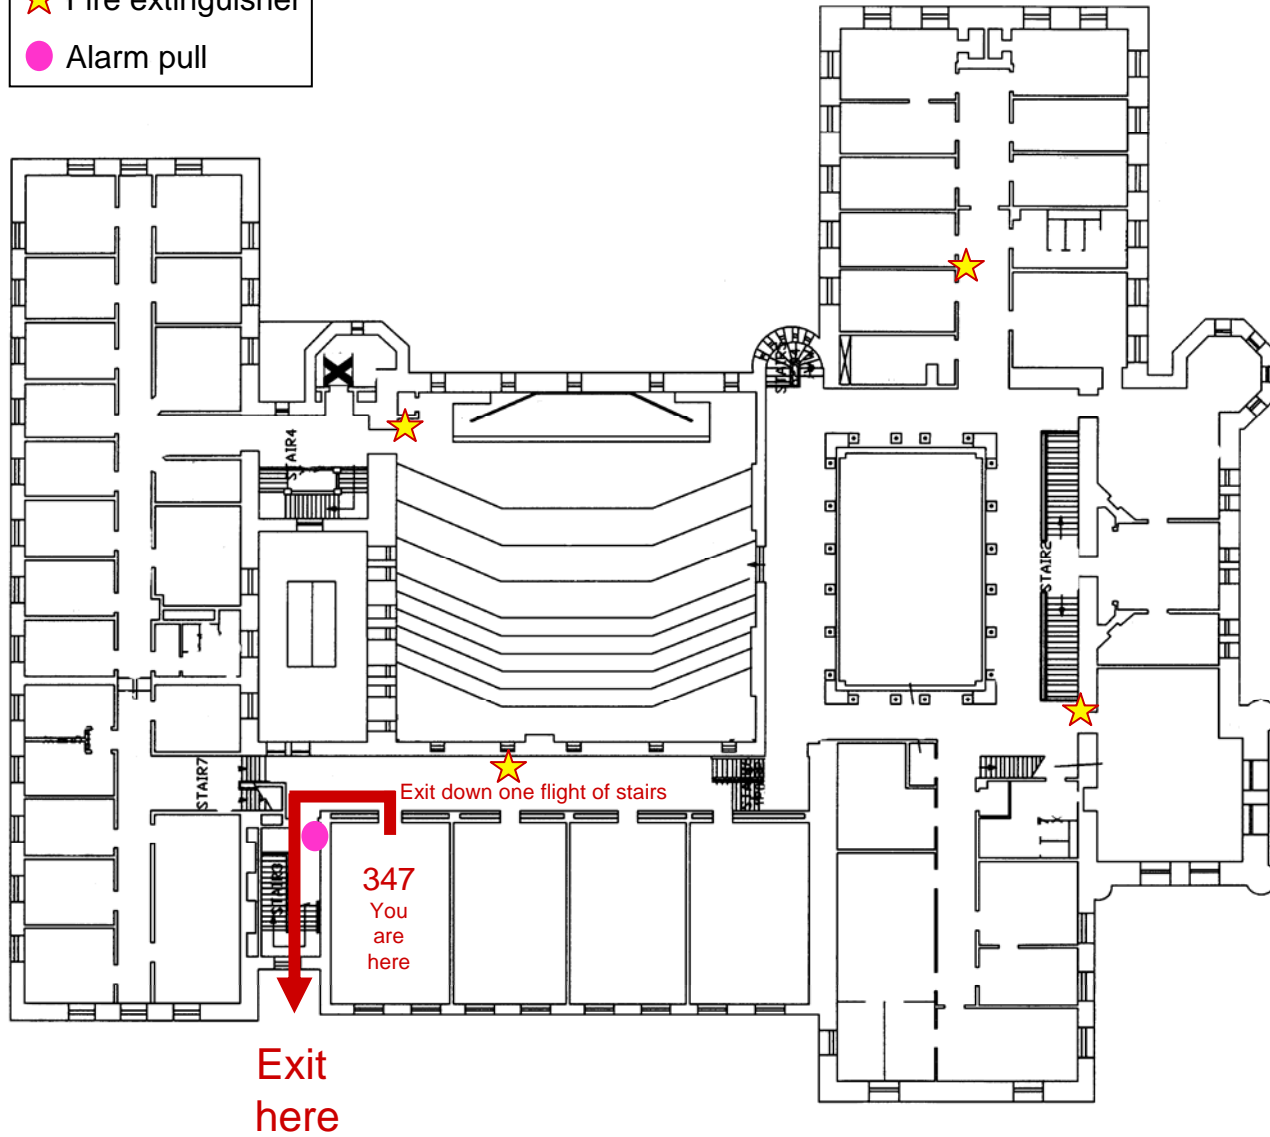 Fire extinguisher
Alarm pull
STAIR4
STAIR2
STAIR7
Exit down one flight of stairs
STAIR3
347
You
are
here
Exit
here